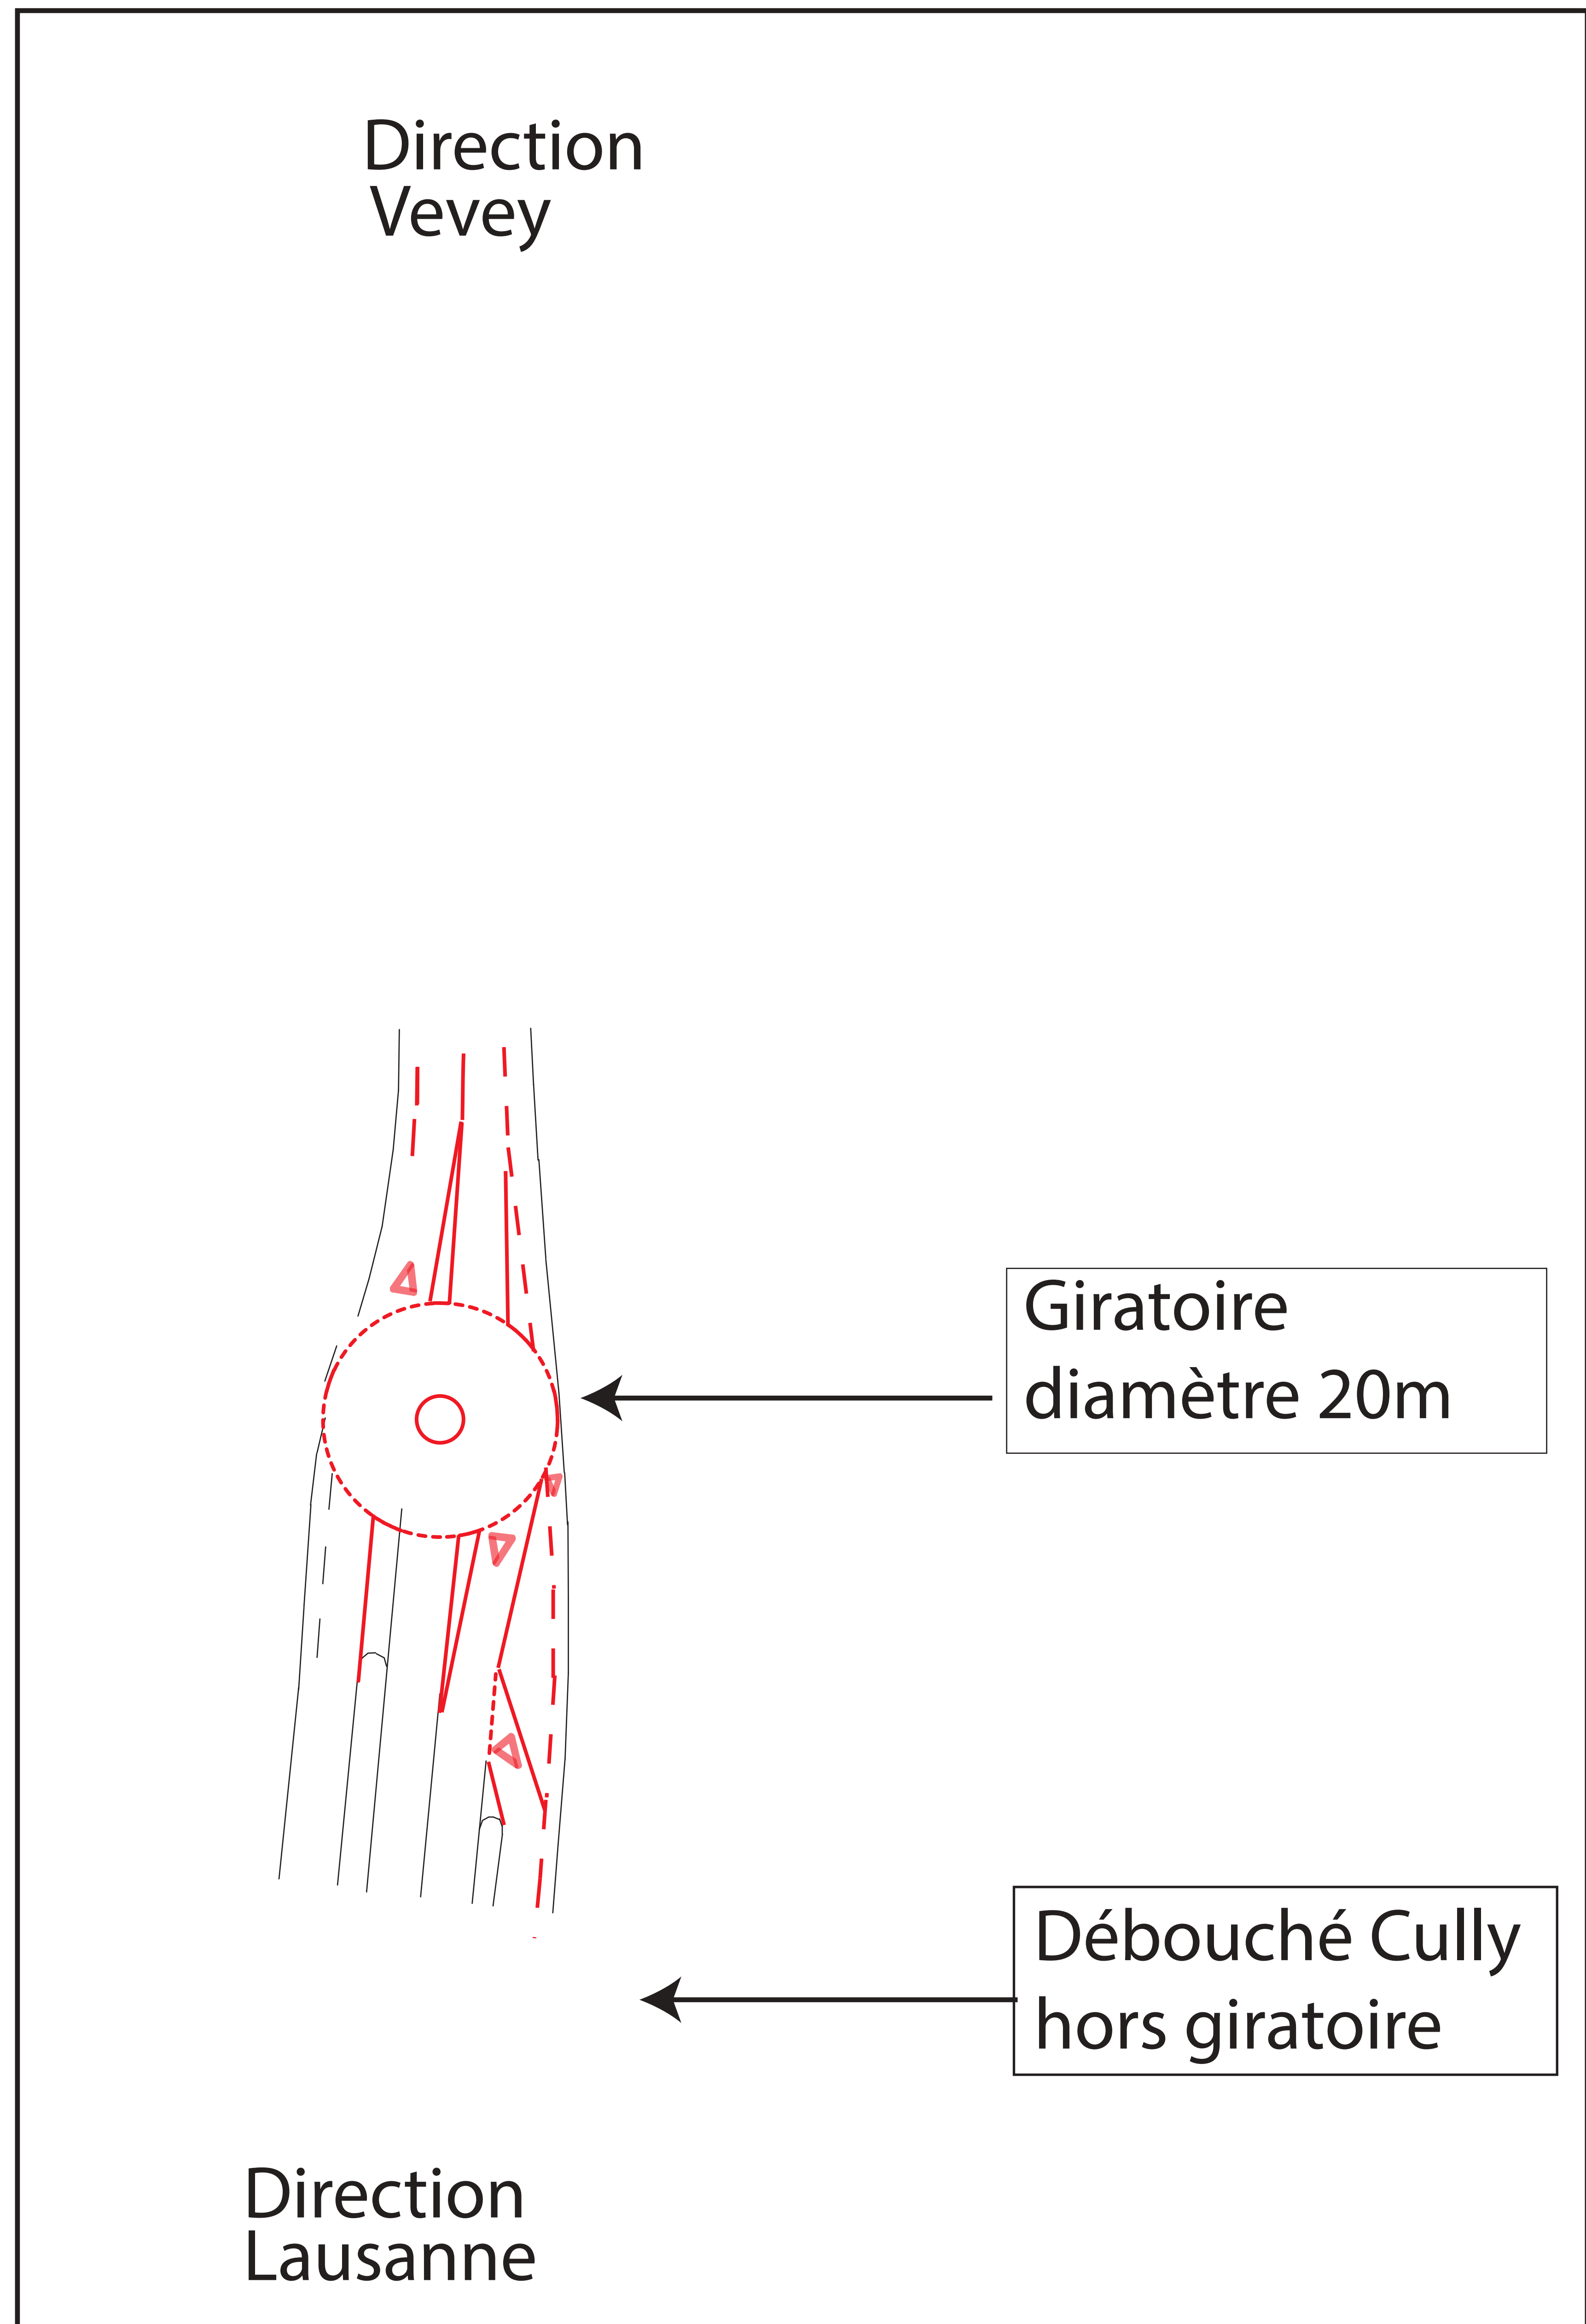 Direction
Vevey
Giratoire
diamètre 20m
Débouché Cully
hors giratoire
Direction
Lausanne